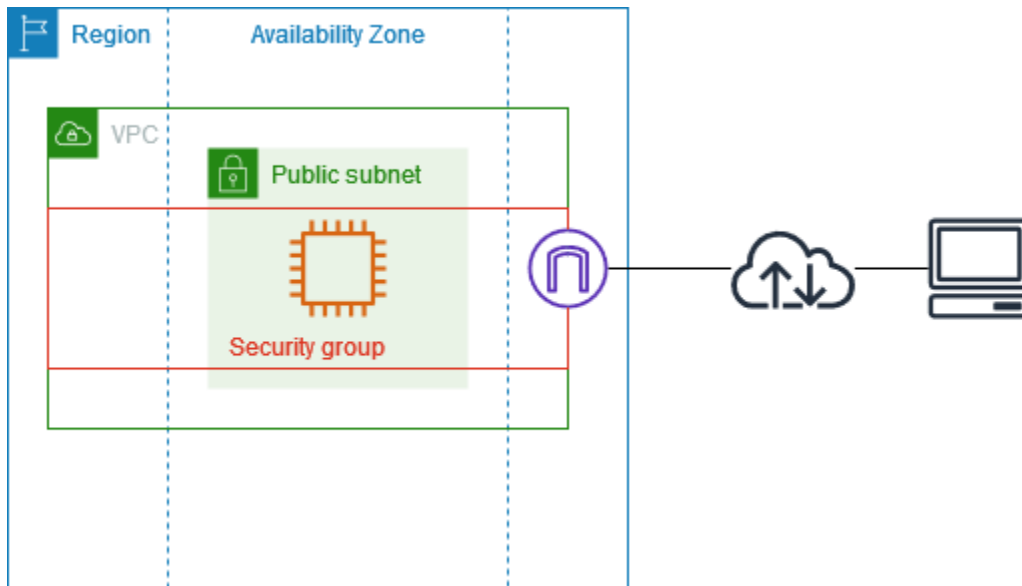 Region
Availability Zone
VPC
Public subnet
Security group